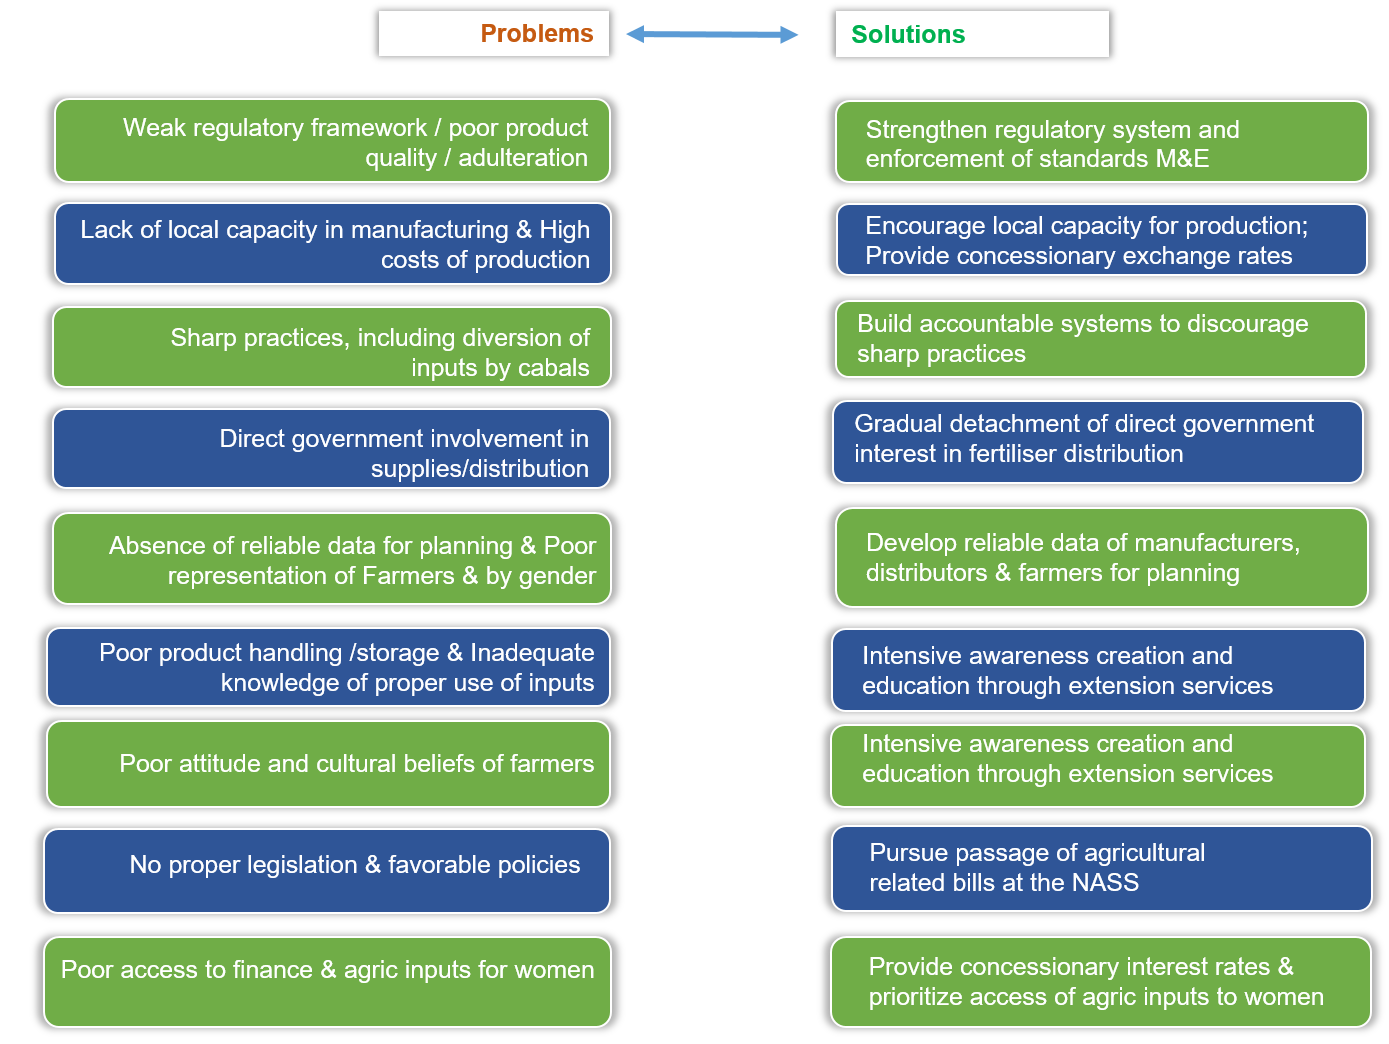 Problems
Solutions
Weak regulatory framework / poor product
quality / adulteration
Strengthen regulatory system and
enforcement of standards M&E
Lack of local capacity in manufacturing & High
costs of production
Encourage local capacity for production;
Provide concessionary exchange rates
Sharp practices, including diversion of
inputs by cabals
Build accountable systems to discourage
sharp practices
Direct government involvement in
supplies/distribution
Gradual detachment of direct government
interest in fertiliser distribution
Absence of reliable data for planning & Poor
representation of Farmers & by gender
Develop reliable data of manufacturers,
distributors & farmers for planning
Poor product handling /storage & Inadequate
knowledge of proper use of inputs
Intensive awareness creation and
education through extension services
Poor attitude and cultural beliefs of farmers
Intensive awareness creation and
education through extension services
No proper legislation & favorable policies
Pursue passage of agricultural
related bills at the NASS
Poor access to finance & agric inputs for women
Provide concessionary interest rates &
prioritize access of agric inputs to women